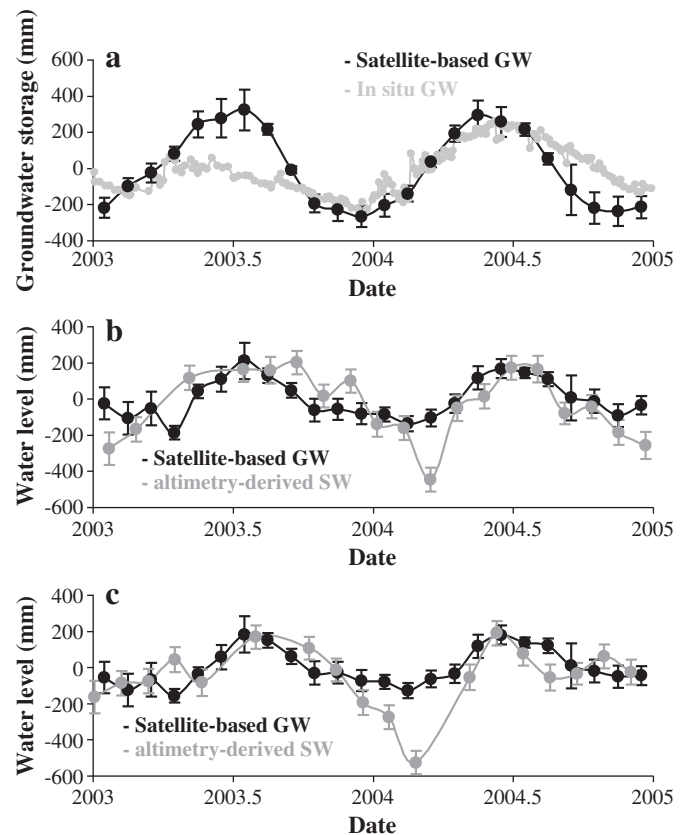 a
- Satellite-based GW
- In situ GW
Groundwater storage (mm)
600
400
200
0
-200
-400
2003
2003.5
2004
2004.5
2005
Date
b
- Satellite-based GW
- altimetry-derived SW
Water level (mm)
400
200
0
-200
-400
-600
2003
2003.5
2004
2004.5
2005
Date
c
- Satellite-based GW
- altimetry-derived SW
Water level (mm)
400
200
0
-200
-400
-600
2003
2003.5
2004
2004.5
2005
Date